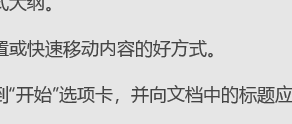 式大纲。
置或快速移动内容的好方式。
到“开始”选项卡，并向文档中的标题应